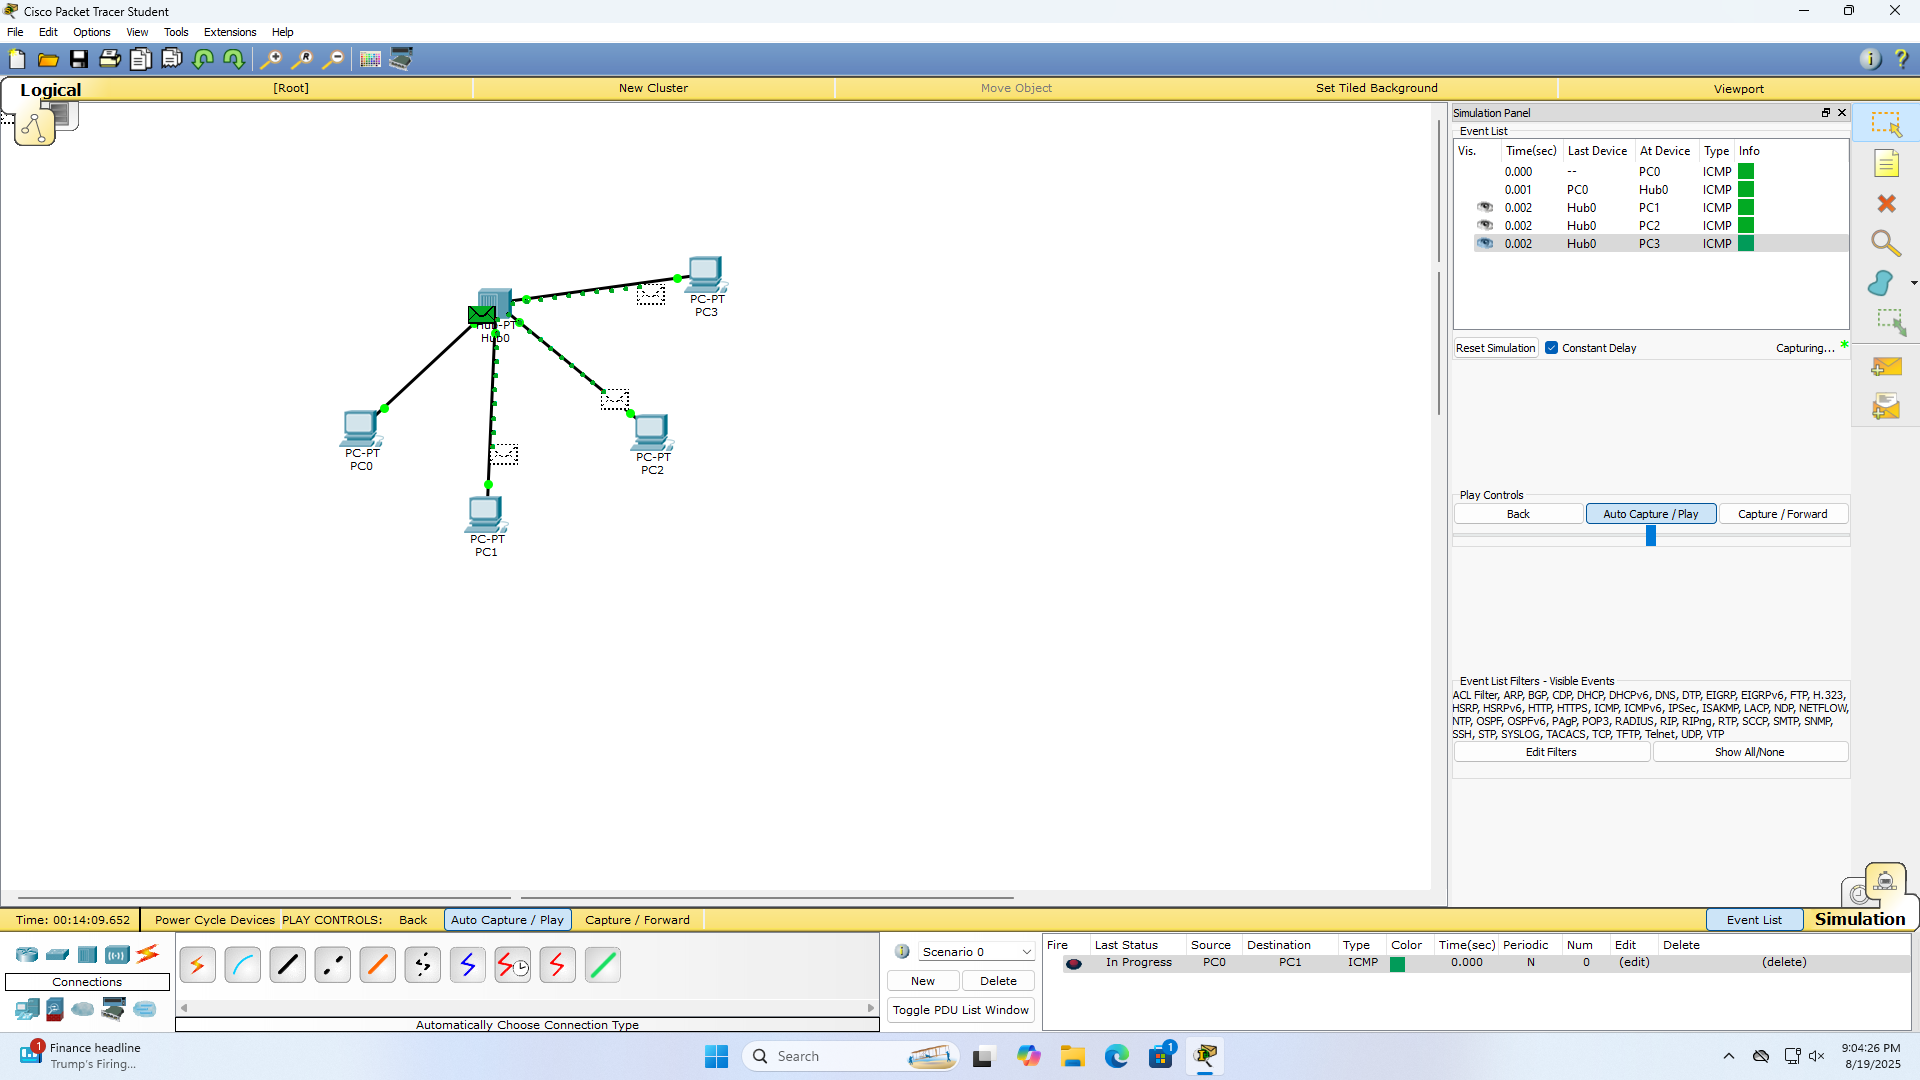 Cisco Packet Tracer Student
File Edit Options View Tools Extensions Help
Logical [Root] New Cluster Move Object Set Tiled Background Viewport
Simulation Panel
Event List
Vis. Time(sec) Last Device At Device Type Info
0.000 -- PC0 ICMP
0.001 PC0 Hub0 ICMP
0.002 Hub0 PC1 ICMP
0.002 Hub0 PC2 ICMP
0.002 Hub0 PC3 ICMP
Reset Simulation Constant Delay Capturing... *
PC-PT
PC3
Hub-PT
Hub0
PC-PT
PC0
PC-PT
PC2
PC-PT
PC1
Play Controls
Back Auto Capture / Play Capture / Forward
Event List Filters - Visible Events
ACL Filter, ARP, BGP, CDP, DHCP, DHCPv6, DNS, DTP, EIGRP, EIGRPv6, FTP, H.323,
HSRP, HSRPv6, HTTP, HTTPS, ICMP, ICMPv6, IPSec, ISAKMP, LACP, NDP, NETFLOW,
NTP, OSPF, OSPFv6, PAgP, POP3, RADIUS, RIP, RIPng, RTP, SCCP, SMTP, SNMP,
SSH, STP, SYSLOG, TACACS, TCP, TFTP, Telnet, UDP, VTP
Edit Filters Show All/None
Time: 00:14:09.652 Power Cycle Devices PLAY CONTROLS: Back Auto Capture / Play Capture / Forward Event List Simulation
Connections
Automatically Choose Connection Type
Scenario 0
New Delete
Toggle PDU List Window
Fire Last Status Source Destination Type Color Time(sec) Periodic Num Edit Delete
In Progress PC0 PC1 ICMP 0.000 N 0 (edit) (delete)
1
Finance headline
Trump's Firing...
Search
1
9:04:26 PM
8/19/2025